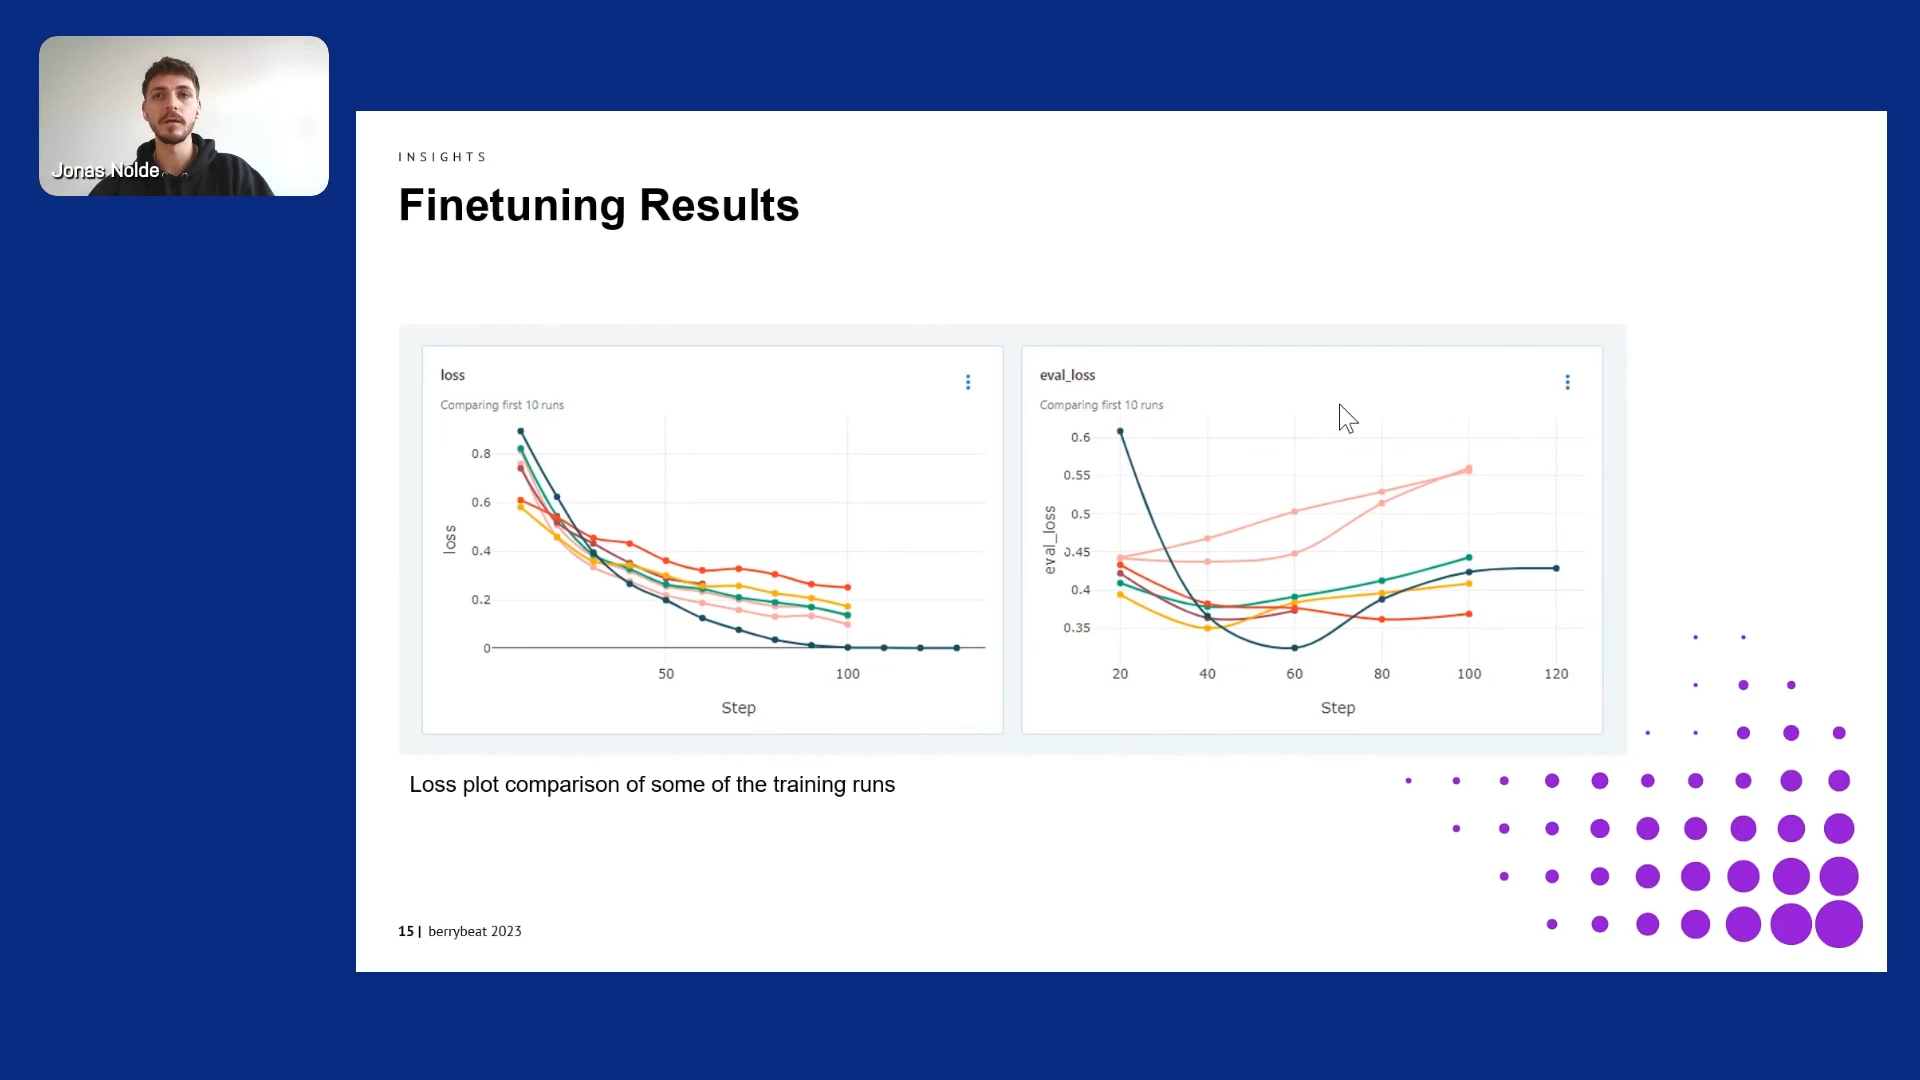 Jonas Nölde
INSIGHTS
Finetuning Results
loss
Comparing first 10 runs
0.8
0.6
0.4
0.2
0
loss
50
100
Step
eval_loss
Comparing first 10 runs
0.6
0.55
0.5
0.45
0.4
0.35
eval_loss
20
40
60
80
100
120
Step
Loss plot comparison of some of the training runs
15 | berrybeat 2023